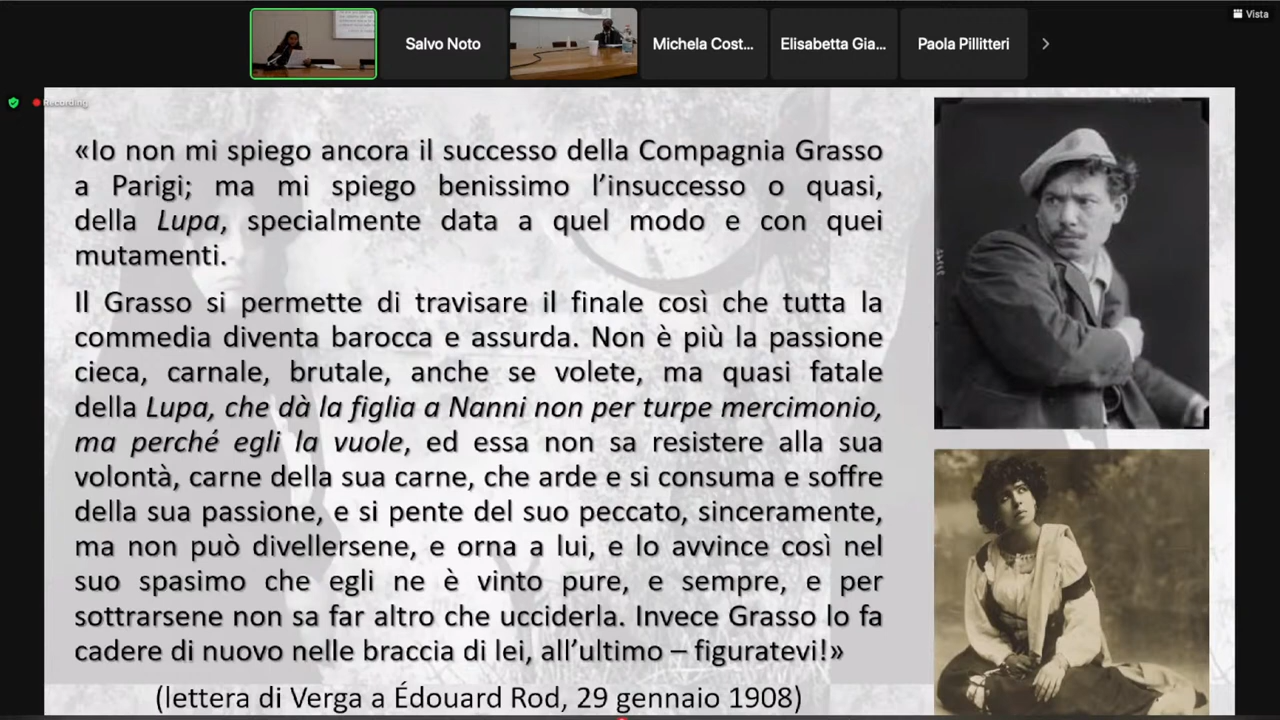 Vista
Salvo Noto
Michela Cost...
Elisabetta Gia...
Paola Pillitteri
Recording
«Io non mi spiego ancora il successo della Compagnia Grasso
a Parigi; ma mi spiego benissimo l'insuccesso o quasi,
della Lupa, specialmente data a quel modo e con quei
mutamenti.
Il Grasso si permette di travisare il finale così che tutta la
commedia diventa barocca e assurda. Non è più la passione
cieca, carnale, brutale, anche se volete, ma quasi fatale
della Lupa, che dà la figlia a Nanni non per turpe mercimonio,
ma perché egli la vuole, ed essa non sa resistere alla sua
volontà, carne della sua carne, che arde e si consuma e soffre
della sua passione, e si pente del suo peccato, sinceramente,
ma non può divellersene, e orna a lui, e lo avvince così nel
suo spasimo che egli ne è vinto pure, e sempre, e per
sottrarsene non sa far altro che ucciderla. Invece Grasso lo fa
cadere di nuovo nelle braccia di lei, all'ultimo – figuratevi!»
(lettera di Verga a Édouard Rod, 29 gennaio 1908)